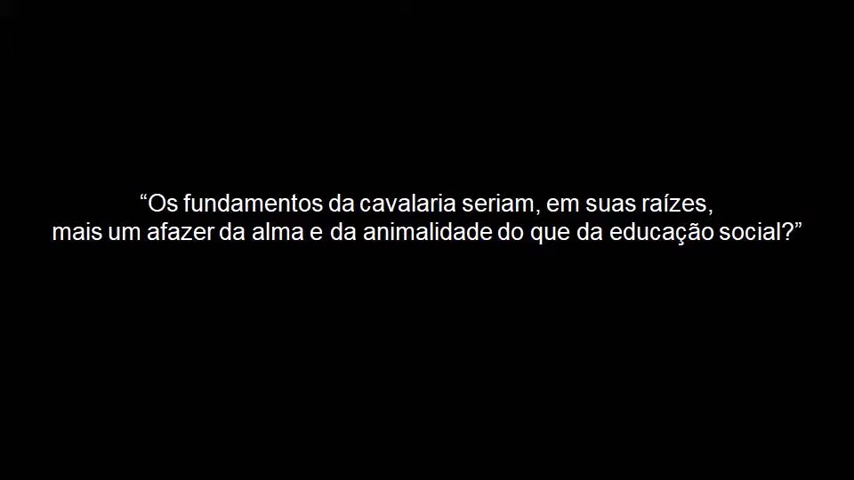 “Os fundamentos da cavalaria seriam, em suas raízes,
mais um afazer da alma e da animalidade do que da educação social?”